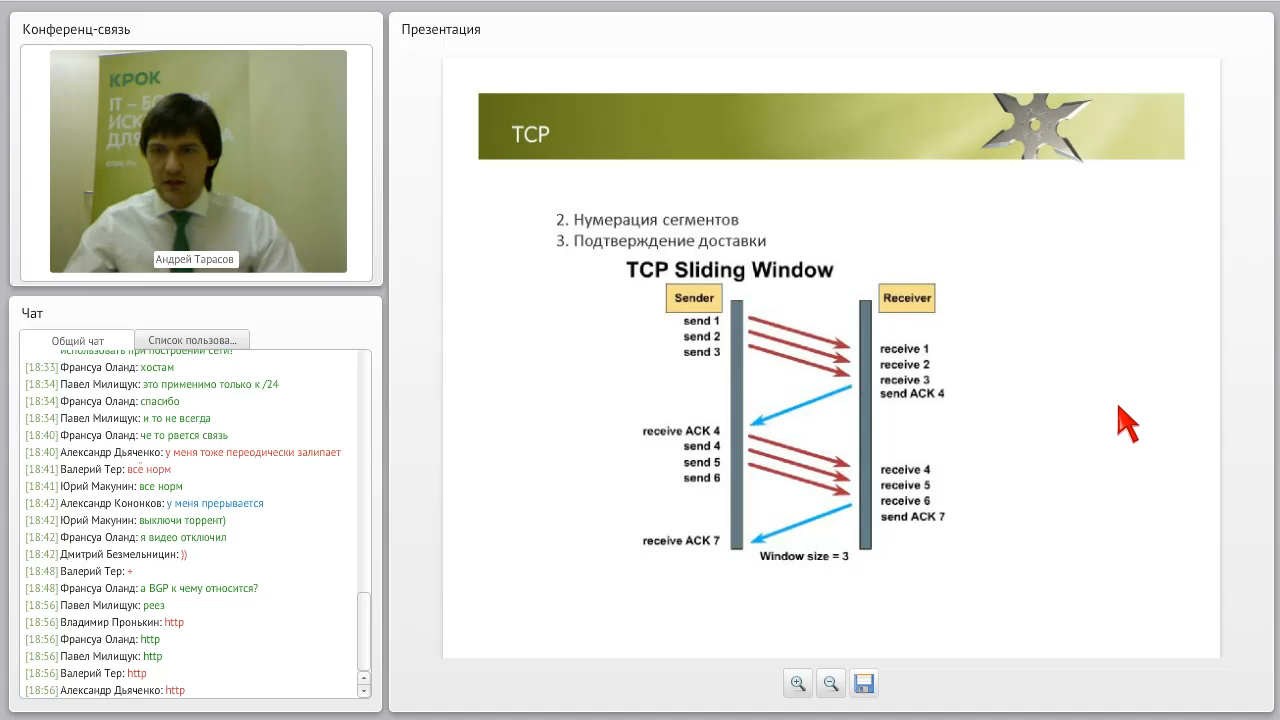 Конференц-связь
КРОК
Андрей Тарасов
Чат
Общий чат
Список пользова...
использовать при построении сети?
[18:33] Франсуа Оланд: хостам
[18:34] Павел Милищук: это применимо только к /24
[18:34] Франсуа Оланд: спасибо
[18:34] Павел Милищук: и то не всегда
[18:40] Франсуа Оланд: че то рвется связь
[18:40] Александр Дьяченко: у меня тоже переодически залипает
[18:41] Валерий Тер: всё норм
[18:41] Юрий Макунин: все норм
[18:42] Александр Кононков: у меня прерывается
[18:42] Юрий Макунин: выключи торрент)
[18:42] Франсуа Оланд: я видео отключил
[18:42] Дмитрий Безмельницин: ))
[18:48] Валерий Тер: +
[18:48] Франсуа Оланд: а BGP к чему относится?
[18:56] Павел Милищук: реез
[18:56] Владимир Пронькин: http
[18:56] Франсуа Оланд: http
[18:56] Павел Милищук: http
[18:56] Валерий Тер: http
[18:56] Александр Дьяченко: http
Презентация
TCP
2. Нумерация сегментов
3. Подтверждение доставки
TCP Sliding Window
Sender
Receiver
send 1
send 2
send 3
receive 1
receive 2
receive 3
send ACK 4
receive ACK 4
send 4
send 5
send 6
receive 4
receive 5
receive 6
send ACK 7
receive ACK 7
Window size = 3